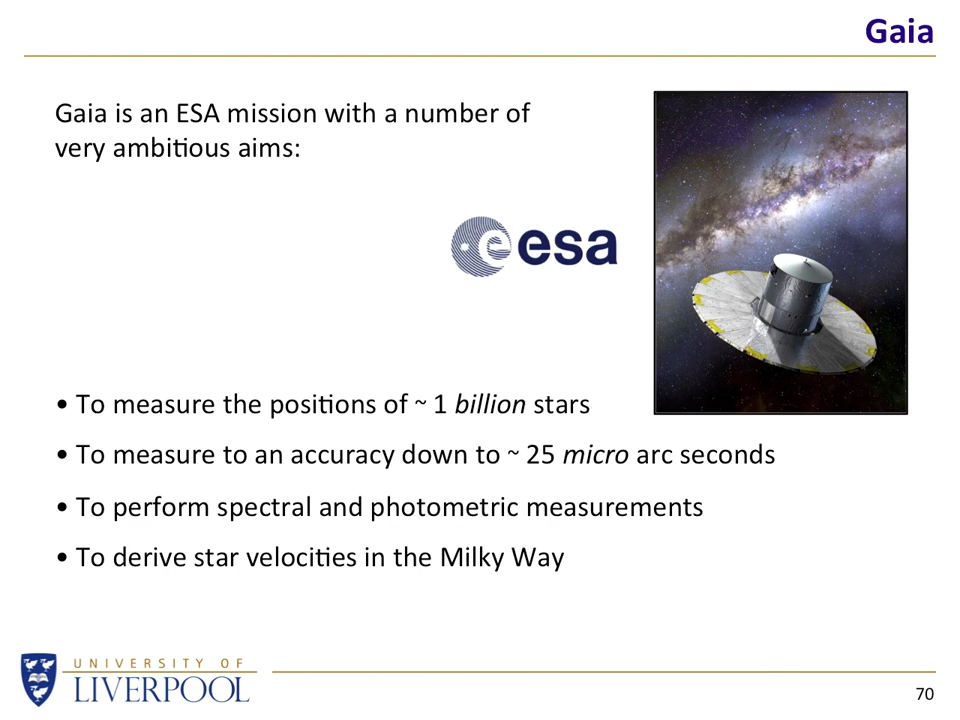 Gaia
Gaia is an ESA mission with a number of
very ambitious aims:
esa
• To measure the positions of ~ 1 billion stars
• To measure to an accuracy down to ~ 25 micro arc seconds
• To perform spectral and photometric measurements
• To derive star velocities in the Milky Way
UNIVERSITY OF
LIVERPOOL
70